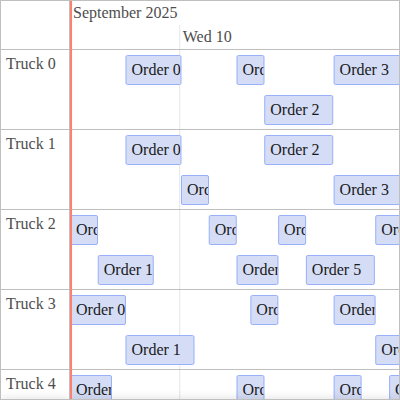 September 2025
Wed 10
Truck 0
Order 0
Ord
Order 3
Order 2
Truck 1
Order 0
Order 2
Ord
Order 3
Truck 2
Ord
Ord
Ord
Or
Order 1
Order
Order 5
Truck 3
Order 0
Ord
Order
Order 1
Or
Truck 4
Order
Ord
Ord